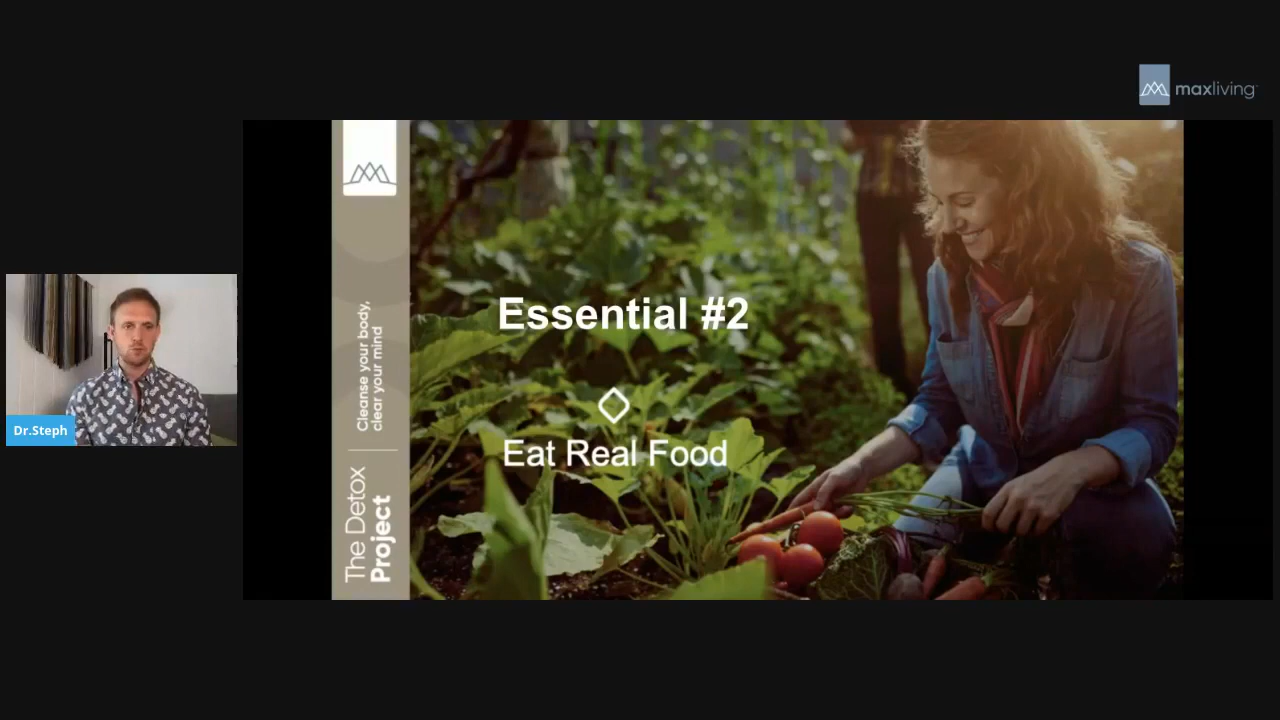 maxliving
Essential #2
Eat Real Food
Cleanse your body,
clear your mind
The Detox
Project
Dr.Steph